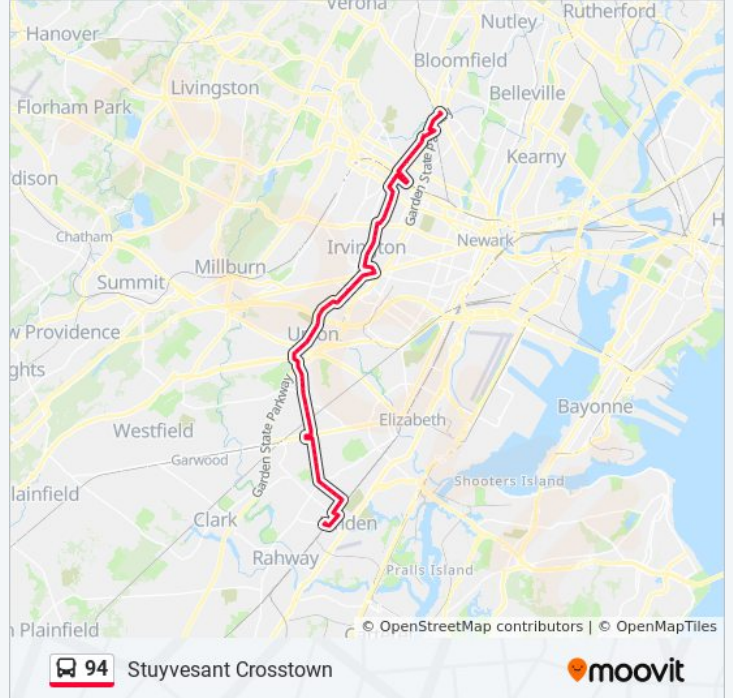 Verona
Hanover
Nutley
Rutherford
Bloomfield
Livingston
Belleville
Florham Park
Kearny
dison
Garden State Pa
Chatham
Irvington
Newark
Millburn
Summit
w Providence
Union
ghts
Garden State Parkway
Bayonne
Elizabeth
Westfield
Garwood
Shooters Island
lainfield
Clark
Linden
Rahway
Pralls Island
n Plainfield
© OpenStreetMap contributors | © OpenMapTiles
94 Stuyvesant Crosstown
moovit